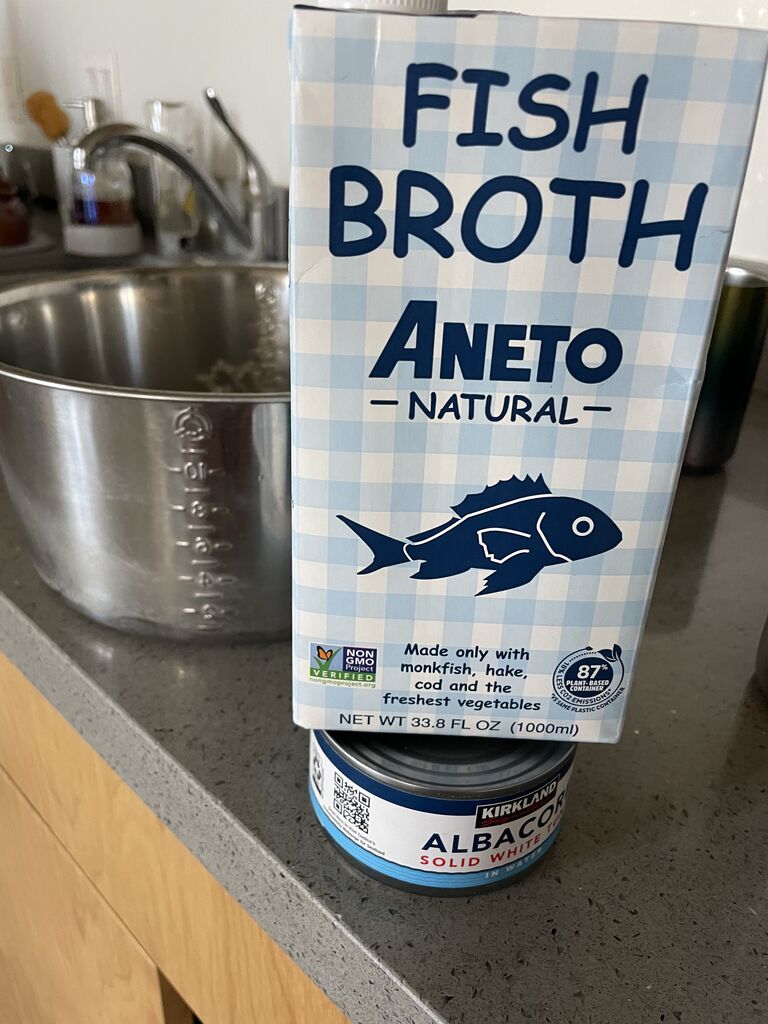 FISH
BROTH
ANETO
NATURAL
NON
GMO
Project
VERIFIED
nongmoproject.org
Made only with
monkfish, hake,
cod and the
freshest vegetables
87%
PLANT-BASED
CONTAINER
NET WT 33.8 FL OZ (1000ml)
KIRKLAND
ALBACOR
SOLID WHITE T
IN WATER